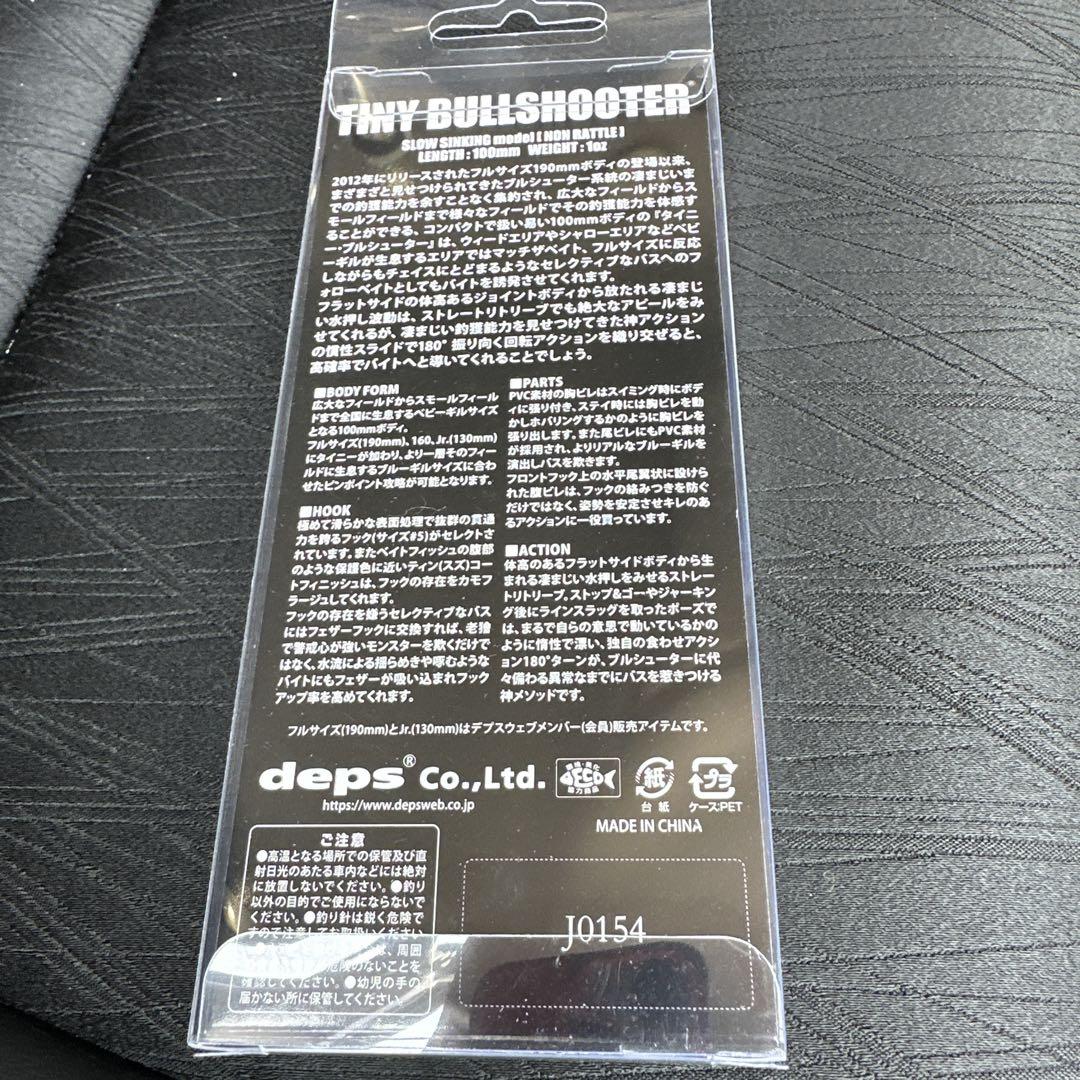 TINY BULLSHOOTER
SLOW SINKING model [ NON RATTLE ]
LENGTH : 100mm WEIGHT : 1oz
2012年にリリースされたフルサイズ190mmボディの登場以来、
まざまざと見せつけられてきたブルシューター系統の凄まじいま
での釣獲能力を余すことなく集約され、広大なフィールドからス
モールフィールドまで様々なフィールドでその釣獲能力を体感す
ることができる、コンパクトで扱い易い100mmボディの『タイニ
ー・ブルシューター』は、ウィードエリアやシャローエリアなどベビ
ーギルが生息するエリアではマッチザベイト、フルサイズに反応
しながらもチェイスにとどまるようなセレクティブなバスへのフ
ォローベイトとしてもバイトを誘発させてくれます。
フラットサイドの体高あるジョイントボディから放たれる凄まじ
い水押し波動は、ストレートリトリーブでも絶大なアピールをみ
せてくれるが、凄まじい釣獲能力を見せつけてきた神アクション
の慣性スライドで180°振り向く回転アクションを織り交ぜると、
高確率でバイトへと導いてくれることでしょう。
■BODY FORM
広大なフィールドからスモールフィー
ルドまで全国に生息するベビーギルサイズ
となる100mmボディ。
フルサイズ(190mm)、160、Jr.(130mm)
にタイニーが加わり、より一層そのフィー
ルドに生息するブルーギルサイズに合わ
せたピンポイント攻略が可能となります。
■HOOK
極めて滑らかな表面処理で抜群の貫通
力を誇るフック(サイズ#5)がセレクトさ
れています。またベイトフィッシュの腹部
のような保護色に近いティン(スズ)コー
トフィニッシュは、フックの存在をカモフ
ラージュしてくれます。
フックの存在を嫌うセレクティブなバス
にはフェザーフックに交換すれば、老獪
で警戒心が強いモンスターを欺くだけで
はなく、水流による揺らめきや啄むような
バイトにもフェザーが吸い込まれフック
アップ率を高めてくれます。
■PARTS
PVC素材の胸ビレはスイミング時にボデ
ィに張り付き、ステイ時には胸ビレを動
かしホバリングするかのように胸ビレを
張り出します。また尾ビレにもPVC素材
が採用され、よりリアルなブルーギルを
演出しバスを欺きます。
フロントフック上の水平尾翼状に設けら
れた腹ビレは、フックの絡みつきを防ぐ
だけではなく、姿勢を安定させキレのあ
るアクションに一役買っています。
■ACTION
体高のあるフラットサイドボディから生
まれる凄まじい水押しをみせるストレー
トリトリーブ、ストップ&ゴーやジャーキン
グ後にラインスラッグを取ったポーズで
は、まるで自らの意思で動いているかの
ように惰性で漂い、独自の食わせアクシ
ョン180°ターンが、ブルシューターに代
々備わる異常なまでにバスを惹きつける
神メソッドです。
フルサイズ(190mm)とJr.(130mm)はデプスウェブメンバー(会員)販売アイテムです。
deps® Co.,Ltd.
https://www.depsweb.co.jp
環境・美化
FECO
協力商品
紙
台紙
プラ
ケース:PET
MADE IN CHINA
ご注意
●高温となる場所での保管及び直
射日光のあたる車内などには絶対
に放置しないでください。●釣り
以外の目的でご使用にならないで
ください。●釣り針は鋭く危険で
すので注意してお取扱いください
は、周囲
危険のないことを
確認してください。●幼児の手の
届かない所に保管してください。
J0154